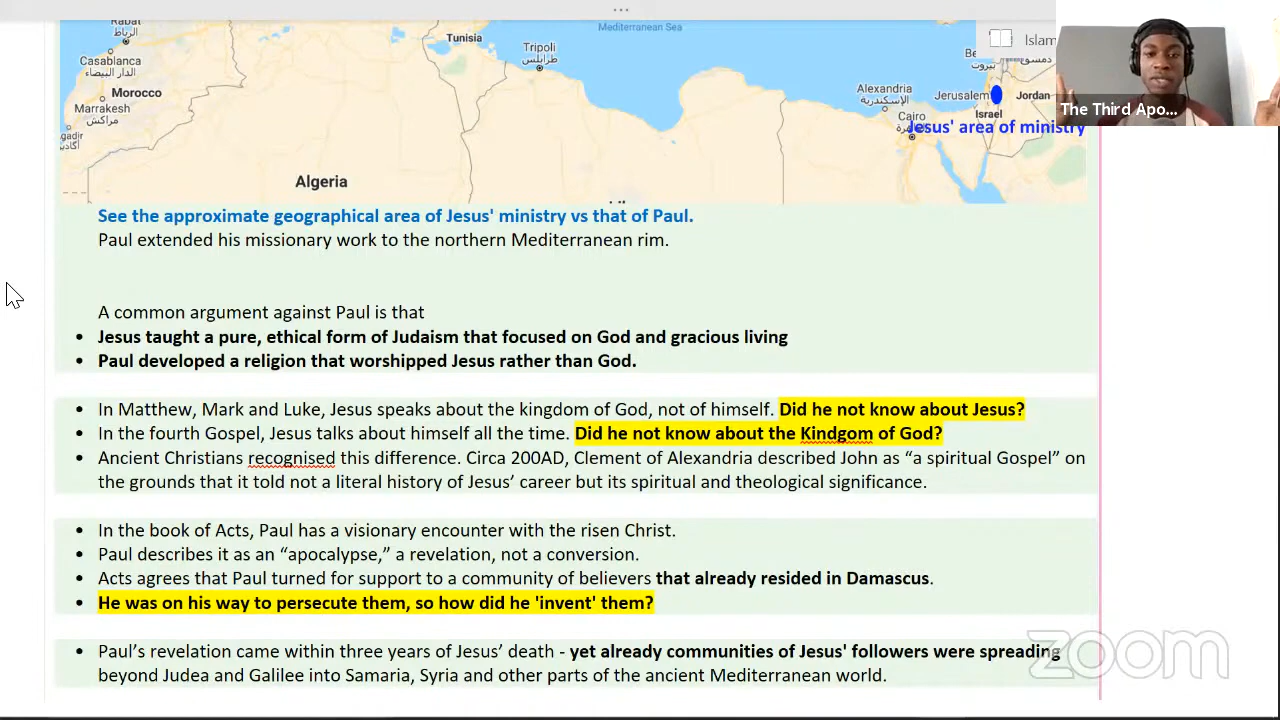 Rabat
الرباط
Casablanca
الدار البيضاء
Morocco
Marrakesh
مراكش
Tunisia
Tripoli
طرابلس
Algeria
Mediterranean Sea
Alexandria
الإسكندرية
Cairo
Jerusalem
Israel
Jordan
بيروت
Islam
The Third Apo...
Jesus' area of ministry
See the approximate geographical area of Jesus' ministry vs that of Paul.
Paul extended his missionary work to the northern Mediterranean rim.
A common argument against Paul is that
• Jesus taught a pure, ethical form of Judaism that focused on God and gracious living
• Paul developed a religion that worshipped Jesus rather than God.
• In Matthew, Mark and Luke, Jesus speaks about the kingdom of God, not of himself. Did he not know about Jesus?
• In the fourth Gospel, Jesus talks about himself all the time. Did he not know about the Kindgom of God?
• Ancient Christians recognised this difference. Circa 200AD, Clement of Alexandria described John as “a spiritual Gospel” on
the grounds that it told not a literal history of Jesus’ career but its spiritual and theological significance.
• In the book of Acts, Paul has a visionary encounter with the risen Christ.
• Paul describes it as an “apocalypse,” a revelation, not a conversion.
• Acts agrees that Paul turned for support to a community of believers that already resided in Damascus.
• He was on his way to persecute them, so how did he 'invent' them?
• Paul’s revelation came within three years of Jesus’ death - yet already communities of Jesus' followers were spreading
beyond Judea and Galilee into Samaria, Syria and other parts of the ancient Mediterranean world.
zoom